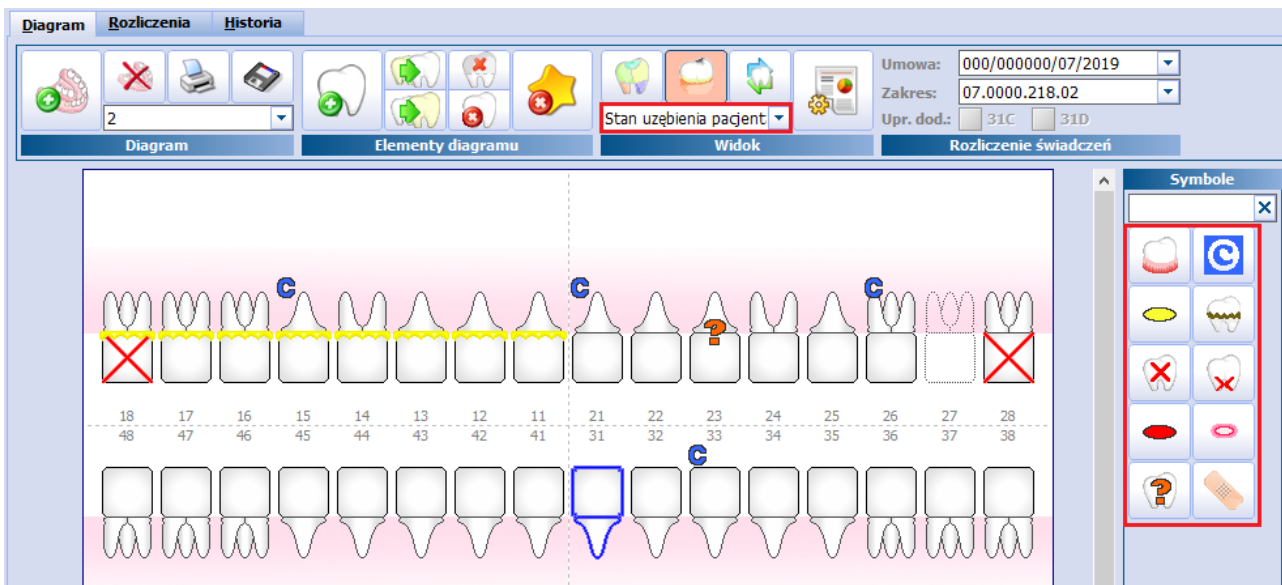 Diagram Rozliczenia Historia
Umowa: 000/000000/07/2019
Zakres: 07.0000.218.02
2 Stan uzębienia pacjent Upr. dod.: 31C 31D
Diagram Elementy diagramu Widok Rozliczenie świadczeń
Symbole
C C C C
?
18 17 16 15 14 13 12 11 21 22 23 24 25 26 27 28
48 47 46 45 44 43 42 41 31 32 33 34 35 36 37 38
C
?